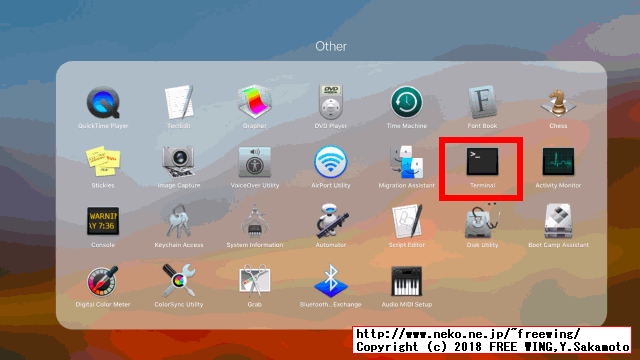 Other
QuickTime Player
TextEdit
Grapher
DVD Player
Time Machine
Font Book
Chess
Stickies
Image Capture
VoiceOver Utility
AirPort Utility
Migration Assistant
Terminal
Activity Monitor
WARNIN
AY 7:36
Console
Keychain Access
System Information
Automator
Script Editor
Disk Utility
Boot Camp Assistant
Digital Color Meter
ColorSync Utility
Grab
Bluetooth...Exchange
Audio MIDI Setup
http://www.neko.ne.jp/~freewing/
Copyright (c) 2018 FREE WING,Y.Sakamoto